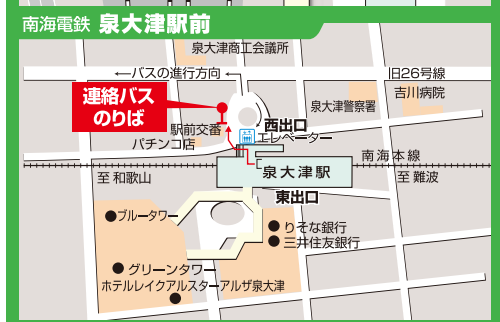 南海電鉄 泉大津駅前
泉大津商工会議所
←バスの進行方向
旧26号線
吉川病院
連絡バス
のりば
泉大津警察署
西出口
駅前交番
エレベーター
パチンコ店
南海本線
泉大津駅
至 和歌山
至 難波
東出口
ブルータワー
りそな銀行
三井住友銀行
グリーンタワー
ホテルレイクアルスターアルザ泉大津